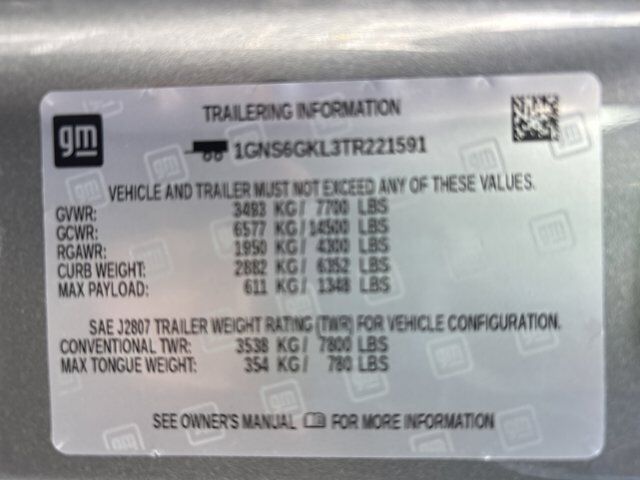 gm
TRAILERING INFORMATION
1GNS6GKL3TR221591
VEHICLE AND TRAILER MUST NOT EXCEED ANY OF THESE VALUES.
GVWR: 3493 KG/ 7700 LBS
GCWR: 6577 KG/ 14500 LBS
RGAWR: 1950 KG/ 4300 LBS
CURB WEIGHT: 2882 KG/ 6352 LBS
MAX PAYLOAD: 611 KG/ 1348 LBS
SAE J2807 TRAILER WEIGHT RATING (TWR) FOR VEHICLE CONFIGURATION.
CONVENTIONAL TWR: 3538 KG/ 7800 LBS
MAX TONGUE WEIGHT: 354 KG/ 780 LBS
SEE OWNER'S MANUAL FOR MORE INFORMATION